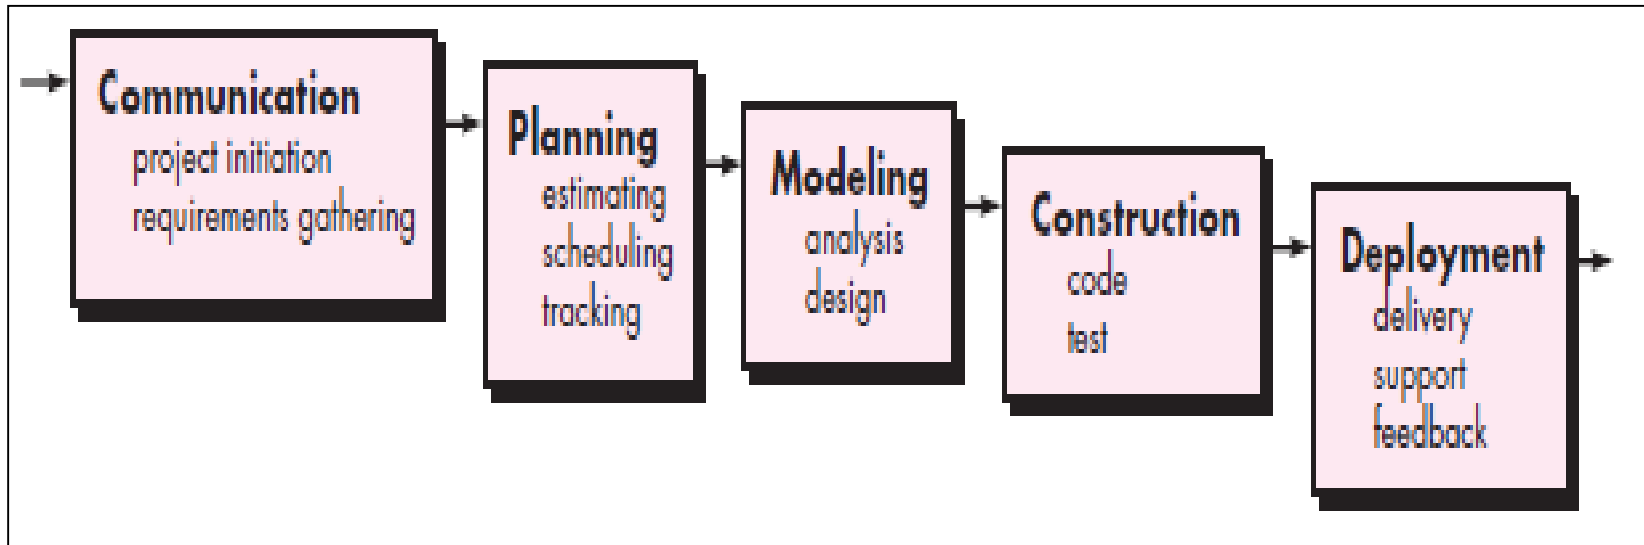 Communication
project initiation
requirements gathering
Planning
estimating
scheduling
tracking
Modeling
analysis
design
Construction
code
test
Deployment
delivery
support
feedback